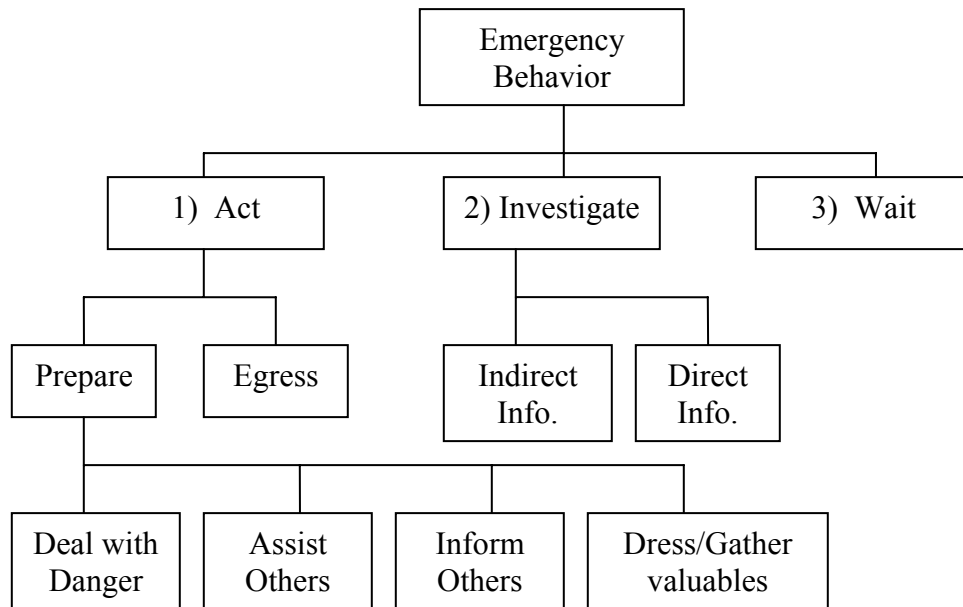 Emergency
Behavior
1) Act
2) Investigate
3) Wait
Prepare
Egress
Indirect
Info.
Direct
Info.
Deal with
Danger
Assist
Others
Inform
Others
Dress/Gather
valuables